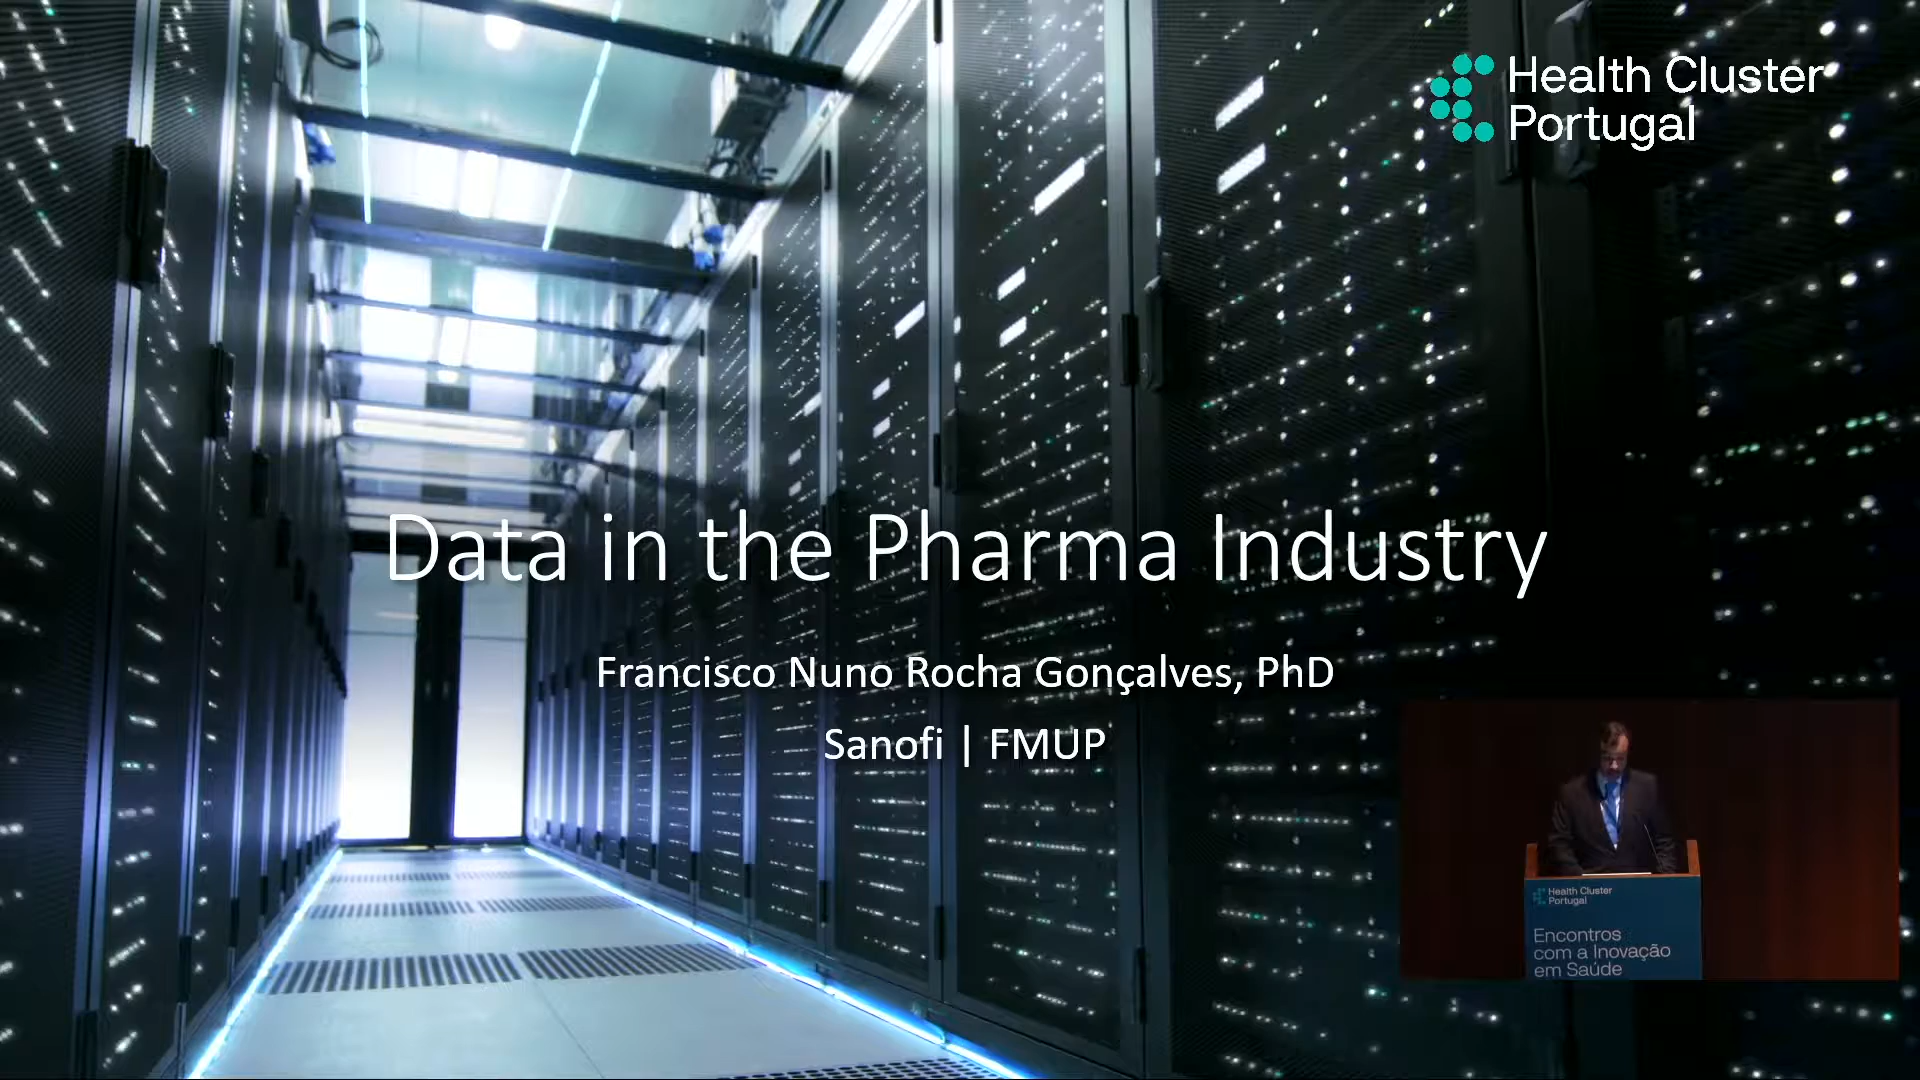 Health Cluster
Portugal
Data in the Pharma Industry
Francisco Nuno Rocha Gonçalves, PhD
Sanofi | FMUP
Health Cluster
Portugal
Encontros
com a Inovação
em Saúde